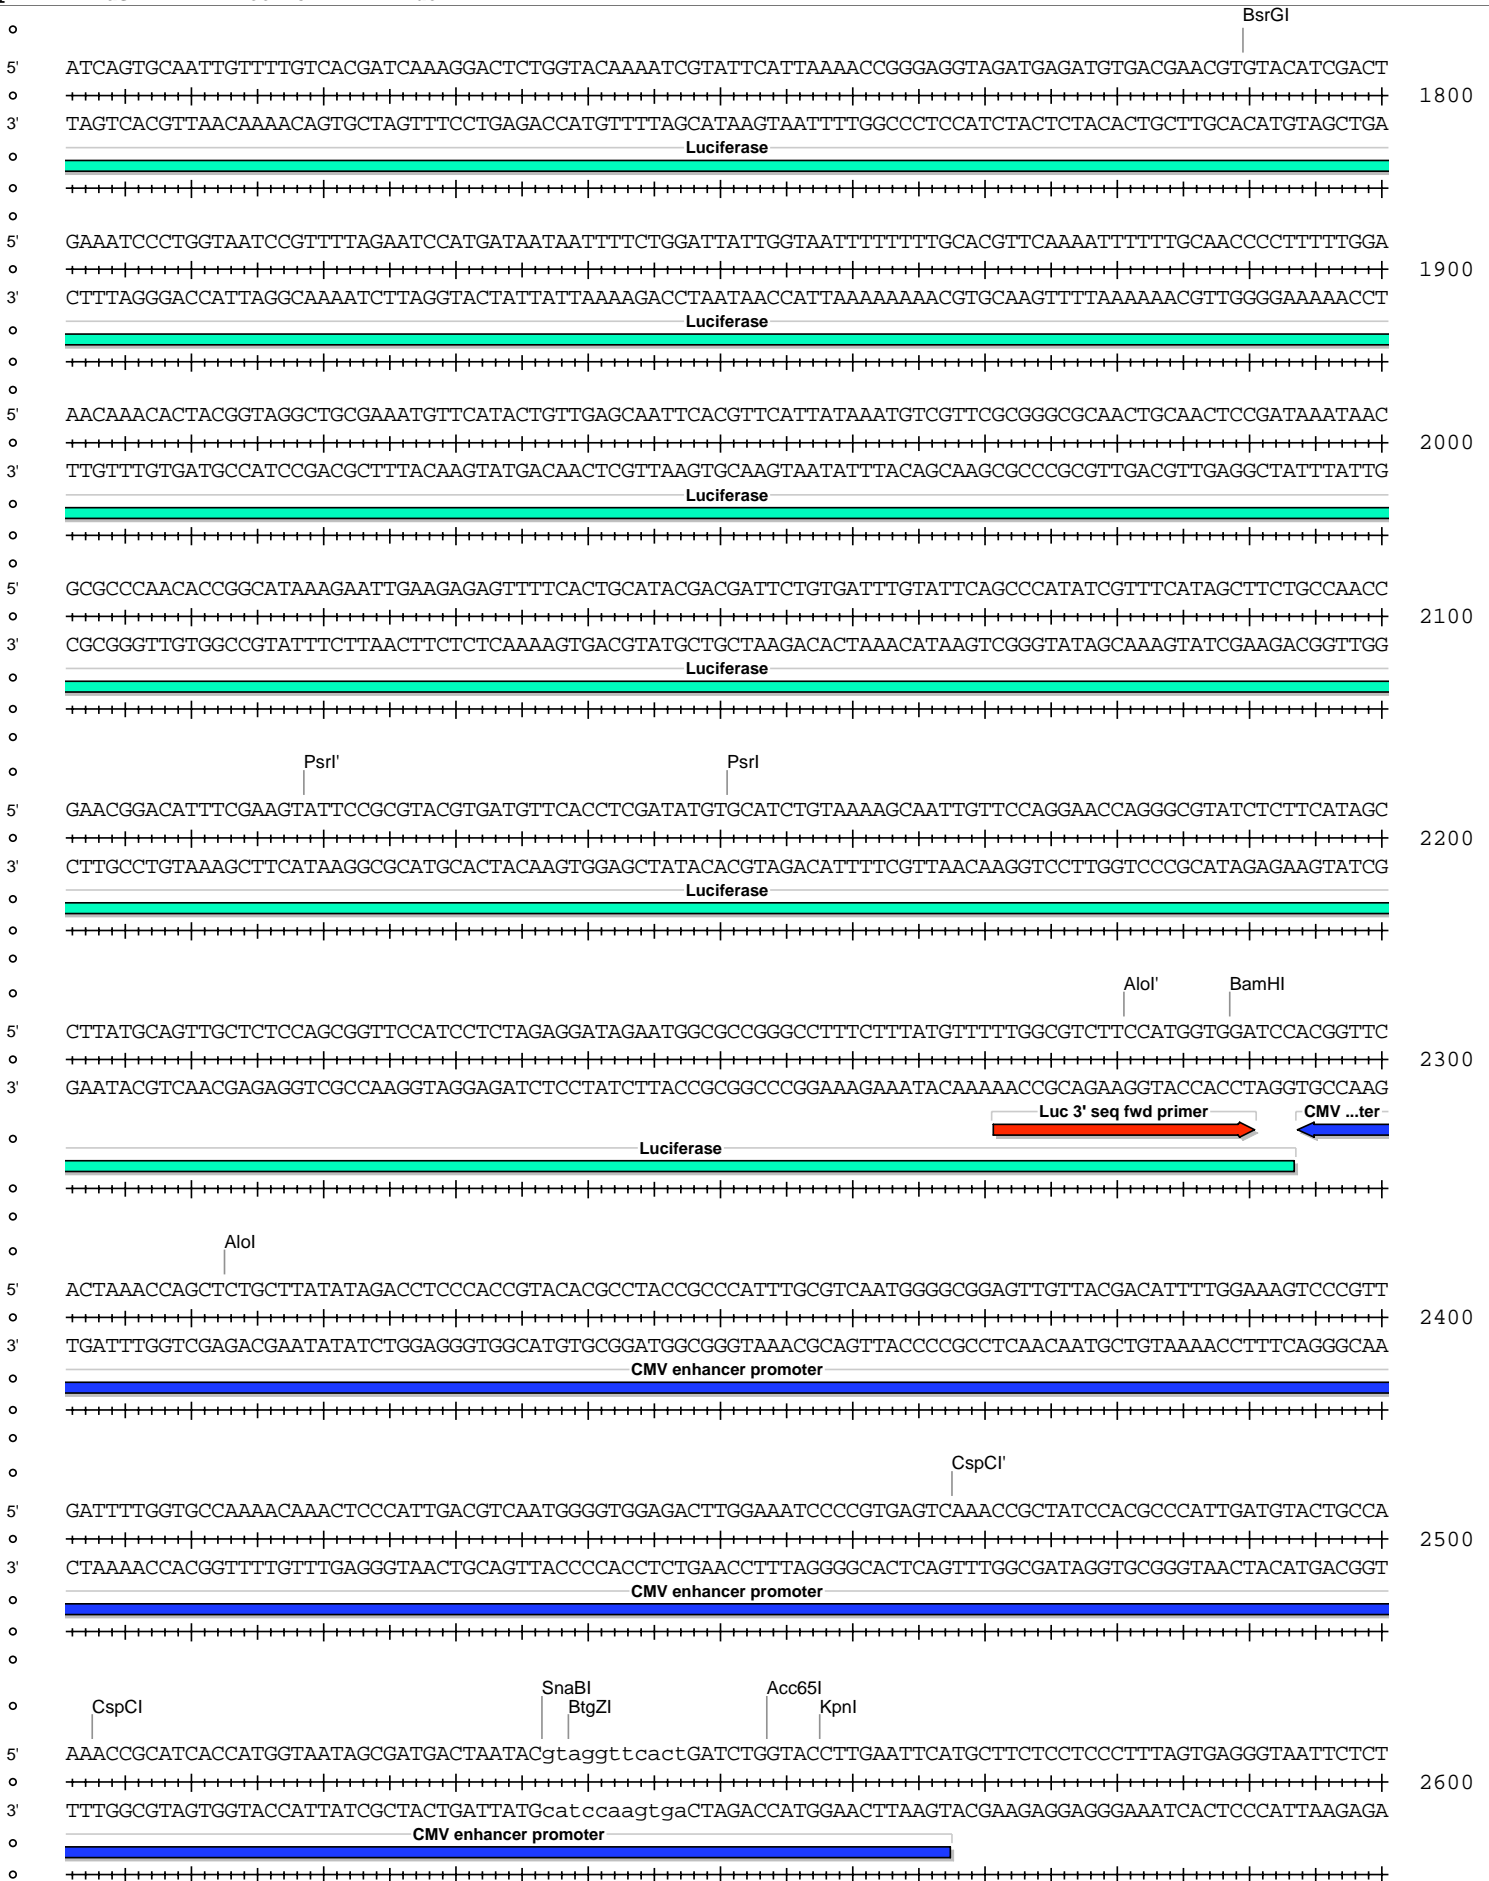 BsrGI
5' ATCAGTGCAATTGTTTTGTCACGATCAAAGGACTCTGGTACAAAATCGTATTCATTAAAACCGGGAGGTAGATGAGATGTGACGAACGTGTACATCGACT
1800
3' TAGTCACGTTAACAAAACAGTGCTAGTTTCCTGAGACCATGTTTTAGCATAAGTAATTTTGGCCCTCCATCTACTCTACACTGCTTGCACATGTAGCTGA
Luciferase
5' GAAATCCCTGGTAATCCGTTTTAGAATCCATGATAATAATTTTCTGGATTATTGGTAATTTTTTTTGCACGTTCAAAATTTTTTGCAACCCCTTTTTGGA
1900
3' CTTTAGGGACCATTAGGCAAAATCTTAGGTACTATTATTAAAAGACCTAATAACCATTAAAAAAAACGTGCAAGTTTTAAAAAACGTTGGGGAAAAACCT
Luciferase
5' AACAAACACTACGGTAGGCTGCGAAATGTTCATACTGTTGAGCAATTCACGTTCATTATAAATGTCGTTCGCGGGCGCAACTGCAACTCCGATAAATAAC
2000
3' TTGTTTGTGATGCCATCCGACGCTTTACAAGTATGACAACTCGTTAAGTGCAAGTAATATTTACAGCAAGCGCCCGCGTTGACGTTGAGGCTATTTATTG
Luciferase
5' GCGCCCAACACCGGCATAAAGAATTGAAGAGAGTTTTCACTGCATACGACGATTCTGTGATTTGTATTCAGCCCATATCGTTTCATAGCTTCTGCCAACC
2100
3' CGCGGGTTGTGGCCGTATTTCTTAACTTCTCTCAAAAGTGACGTATGCTGCTAAGACACTAAACATAAGTCGGGTATAGCAAAGTATCGAAGACGGTTGG
Luciferase
PsrI' PsrI
5' GAACGGACATTTCGAAGTATTCCGCGTACGTGATGTTCACCTCGATATGTGCATCTGTAAAAGCAATTGTTCCAGGAACCAGGGCGTATCTCTTCATAGC
2200
3' CTTGCCTGTAAAGCTTCATAAGGCGCATGCACTACAAGTGGAGCTATACACGTAGACATTTTCGTTAACAAGGTCCTTGGTCCCGCATAGAGAAGTATCG
Luciferase
AloI' BamHI
5' CTTATGCAGTTGCTCTCCAGCGGTTCCATCCTCTAGAGGATAGAATGGCGCCGGGCCTTTCTTTATGTTTTTGGCGTCTTCCATGGTGGATCCACGGTTC
2300
3' GAATACGTCAACGAGAGGTCGCCAAGGTAGGAGATCTCCTATCTTACCGCGGCCCGGAAAGAAATACAAAAACCGCAGAAGGTACCACCTAGGTGCCAAG
Luc 3' seq fwd primer CMV ...ter
Luciferase
AloI
5' ACTAAACCAGCTCTGCTTATATAGACCTCCCACCGTACACGCCTACCGCCCATTTGCGTCAATGGGGCGGAGTTGTTACGACATTTTGGAAAGTCCCGTT
2400
3' TGATTTGGTCGAGACGAATATATCTGGAGGGTGGCATGTGCGGATGGCGGGTAAACGCAGTTACCCCGCCTCAACAATGCTGTAAAACCTTTCAGGGCAA
CMV enhancer promoter
CspCI'
5' GATTTTGGTGCCAAAACAAACTCCCATTGACGTCAATGGGGTGGAGACTTGGAAATCCCCGTGAGTCAAACCGCTATCCACGCCCATTGATGTACTGCCA
2500
3' CTAAAACCACGGTTTTGTTTGAGGGTAACTGCAGTTACCCCACCTCTGAACCTTTAGGGGCACTCAGTTTGGCGATAGGTGCGGGTAACTACATGACGGT
CMV enhancer promoter
SnaBI Acc65I
CspCI BtgZI KpnI
5' AAACCGCATCACCATGGTAATAGCGATGACTAATACgtaggttcactGATCTGGTACCTTGAATTCATGCTTCTCCTCCCTTTAGTGAGGGTAATTCTCT
2600
3' TTTGGCGTAGTGGTACCATTATCGCTACTGATTATGcatccaagtgaCTAGACCATGGAACTTAAGTACGAAGAGGAGGGAAATCACTCCCATTAAGAGA
CMV enhancer promoter